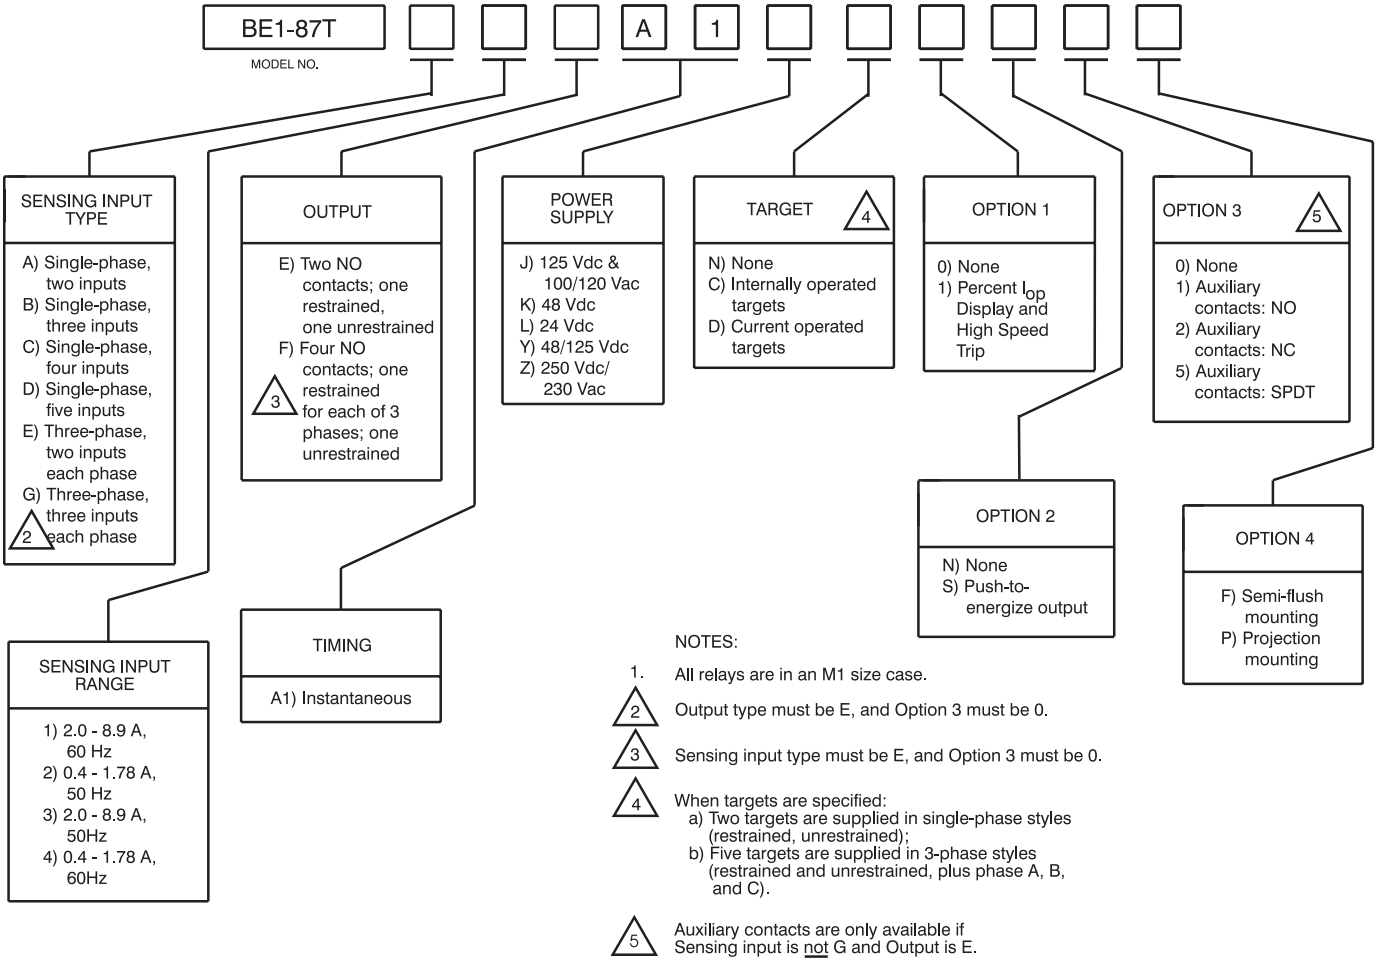 BE1-87T
A
1
MODEL NO.
SENSING INPUT
TYPE
A) Single-phase,
two inputs
B) Single-phase,
three inputs
C) Single-phase,
four inputs
D) Single-phase,
five inputs
E) Three-phase,
two inputs
each phase
G) Three-phase,
three inputs
2
each phase
OUTPUT
E) Two NO
contacts; one
restrained,
one unrestrained
F) Four NO
contacts; one
restrained
3
for each of 3
phases; one
unrestrained
POWER
SUPPLY
J) 125 Vdc &
100/120 Vac
K) 48 Vdc
L) 24 Vdc
Y) 48/125 Vdc
Z) 250 Vdc/
230 Vac
TARGET
4
N) None
C) Internally operated
targets
D) Current operated
targets
OPTION 1
0) None
1) Percent Iop
Display and
High Speed
Trip
OPTION 3
5
0) None
1) Auxiliary
contacts: NO
2) Auxiliary
contacts: NC
5) Auxiliary
contacts: SPDT
OPTION 2
N) None
S) Push-to-
energize output
OPTION 4
F) Semi-flush
mounting
P) Projection
mounting
SENSING INPUT
RANGE
1) 2.0 - 8.9 A,
60 Hz
2) 0.4 - 1.78 A,
50 Hz
3) 2.0 - 8.9 A,
50Hz
4) 0.4 - 1.78 A,
60Hz
TIMING
A1) Instantaneous
NOTES:
1. All relays are in an M1 size case.
2 Output type must be E, and Option 3 must be 0.
3 Sensing input type must be E, and Option 3 must be 0.
4 When targets are specified:
a) Two targets are supplied in single-phase styles
(restrained, unrestrained);
b) Five targets are supplied in 3-phase styles
(restrained and unrestrained, plus phase A, B,
and C).
5 Auxiliary contacts are only available if
Sensing input is not G and Output is E.